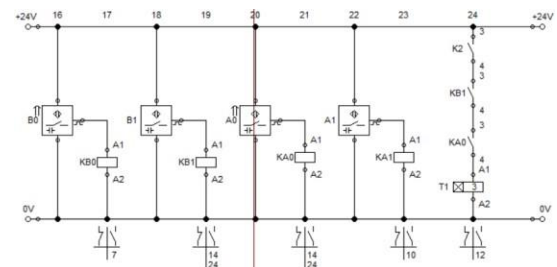 16 17 18 19 20 21 22 23 24
+24V +24V
3
K2
4
3
KB1
4
3
KA0
4
B0 B1 A0 A1
A1 A1 A1 A1 A1
KB0 KB1 KA0 KA1 T1 3
A2 A2 A2 A2 A2
0V 0V
7 14 14 10 12
24 24